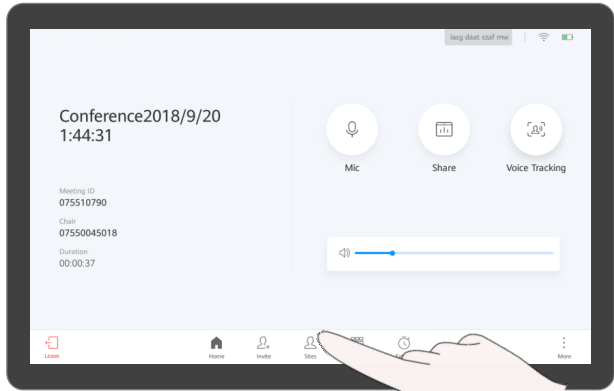 lacg daat szaf mw
Conference2018/9/20
1:44:31
Mic
Share
Voice Tracking
Meeting ID
075510790
Chair
07550045018
Duration
00:00:37
Leave
Home
Invite
Sites
More